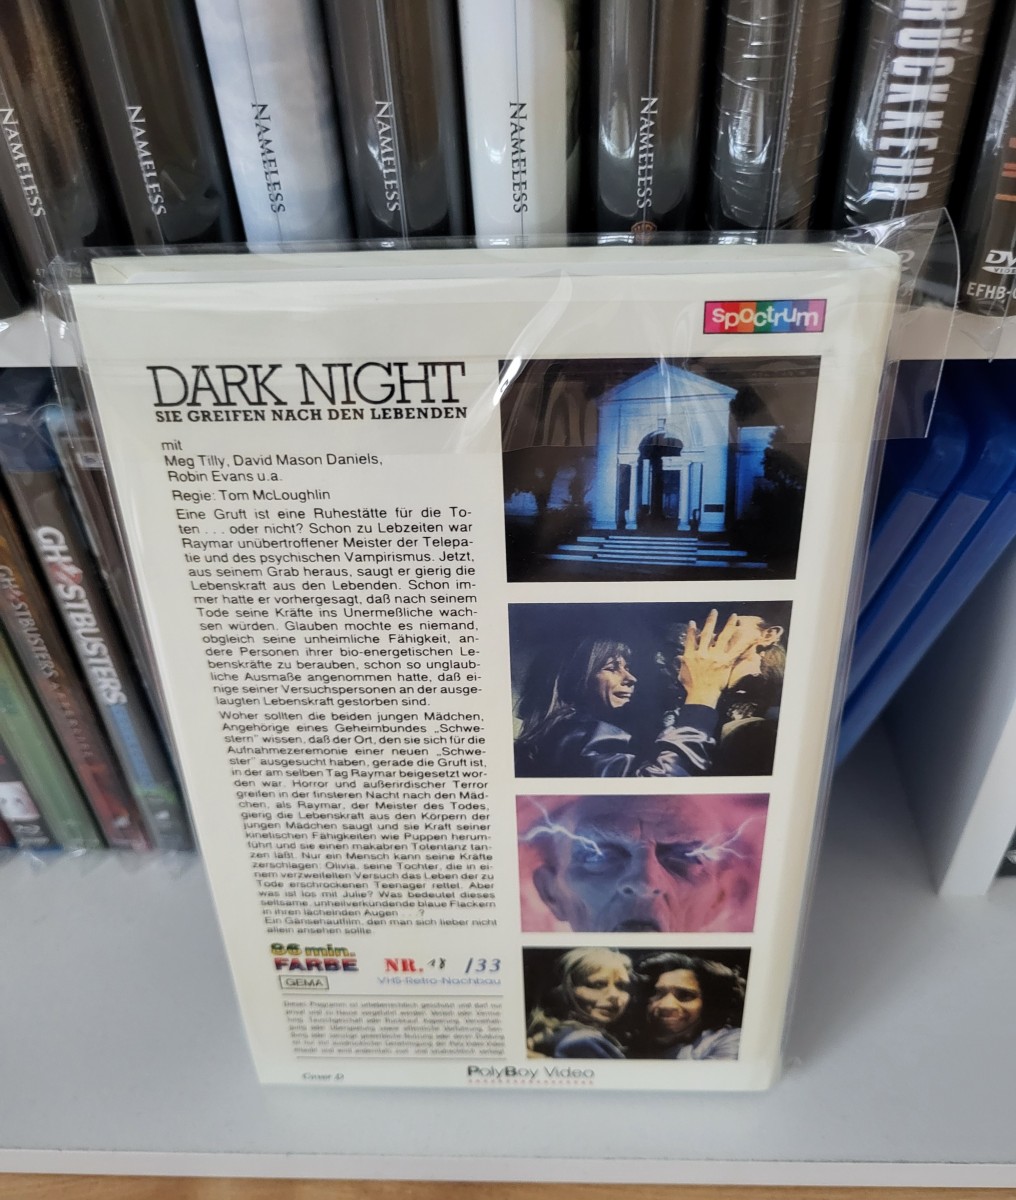 NAMELESS
NAMELESS
NAMELESS
NAMELESS
NAMELESS
NAMELESS
RÜCKKEHR
DVD
VIDEO
EFHB-
GHOSTBUSTERS
GHOSTBUSTERS
spectrum
DARK NIGHT
SIE GREIFEN NACH DEN LEBENDEN
mit
Meg Tilly, David Mason Daniels,
Robin Evans u.a.
Regie: Tom McLoughlin
Eine Gruft ist eine Ruhestätte für die To-
ten . . . oder nicht? Schon zu Lebzeiten war
Raymar unübertroffener Meister der Telepa-
tie und des psychischen Vampirismus. Jetzt,
aus seinem Grab heraus, saugt er gierig die
Lebenskraft aus den Lebenden. Schon im-
mer hatte er vorhergesagt, daß nach seinem
Tode seine Kräfte ins Unermeßliche wach-
sen würden. Glauben mochte es niemand,
obgleich seine unheimliche Fähigkeit, an-
dere Personen ihrer bio-energetischen Le-
benskräfte zu berauben, schon so unglaub-
liche Ausmaße angenommen hatte, daß ei-
nige seiner Versuchspersonen an der ausge-
laugten Lebenskraft gestorben sind.
Woher sollten die beiden jungen Mädchen,
Angehörige eines Geheimbundes „Schwe-
stern" wissen, daß der Ort, den sie sich für die
Aufnahmezeremonie einer neuen „Schwe-
ster" ausgesucht haben, gerade die Gruft ist,
in der am selben Tag Raymar beigesetzt wor-
den war. Horror und außerirdischer Terror
greifen in der finsteren Nacht nach den Mäd-
chen, als Raymar, der Meister des Todes,
gierig die Lebenskraft aus den Körpern der
jungen Mädchen saugt und sie Kraft seiner
kinetischen Fähigkeiten wie Puppen herum-
führt und sie einen makabren Totentanz tan-
zen läßt. Nur ein Mensch kann seine Kräfte
zerschlagen: Olivia, seine Tochter, die in ei-
nem verzweifelten Versuch das Leben der zu
Tode erschrockenen Teenager rettet. Aber
was ist los mit Julie? Was bedeutet dieses
seltsame, unheilverkündende blaue Flackern
in ihren lächelnden Augen . . . ?
Ein Gänsehautfilm, den man sich lieber nicht
allein ansehen sollte.
86 min.
FARBE
GEMA
NR. 18 /33
VHS-Retro-Nachbau
Cover D
PolyBoy Video